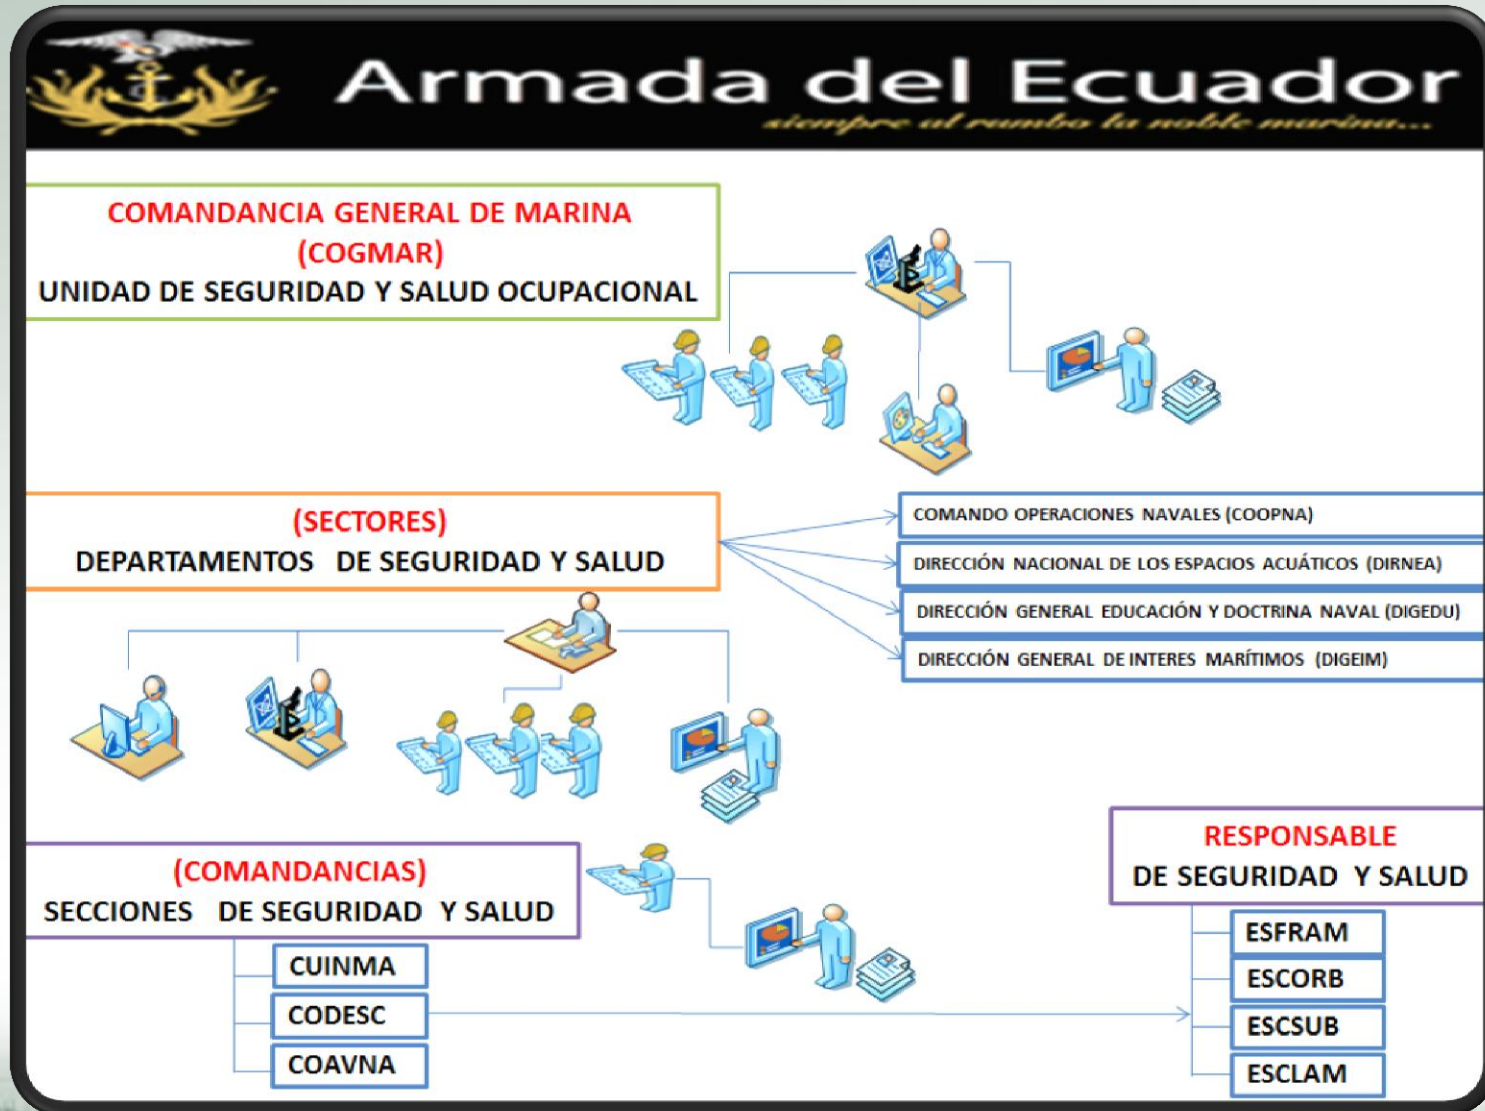 Armada del Ecuador
siempre al rumbo la noble marina...
COMANDANCIA GENERAL DE MARINA
(COGMAR)
UNIDAD DE SEGURIDAD Y SALUD OCUPACIONAL
(SECTORES)
DEPARTAMENTOS DE SEGURIDAD Y SALUD
COMANDO OPERACIONES NAVALES (COOPNA)
DIRECCIÓN NACIONAL DE LOS ESPACIOS ACUÁTICOS (DIRNEA)
DIRECCIÓN GENERAL EDUCACIÓN Y DOCTRINA NAVAL (DIGEDU)
DIRECCIÓN GENERAL DE INTERES MARÍTIMOS (DIGEIM)
(COMANDANCIAS)
SECCIONES DE SEGURIDAD Y SALUD
CUINMA
CODESC
COAVNA
RESPONSABLE
DE SEGURIDAD Y SALUD
ESFRAM
ESCORB
ESCSUB
ESCLAM